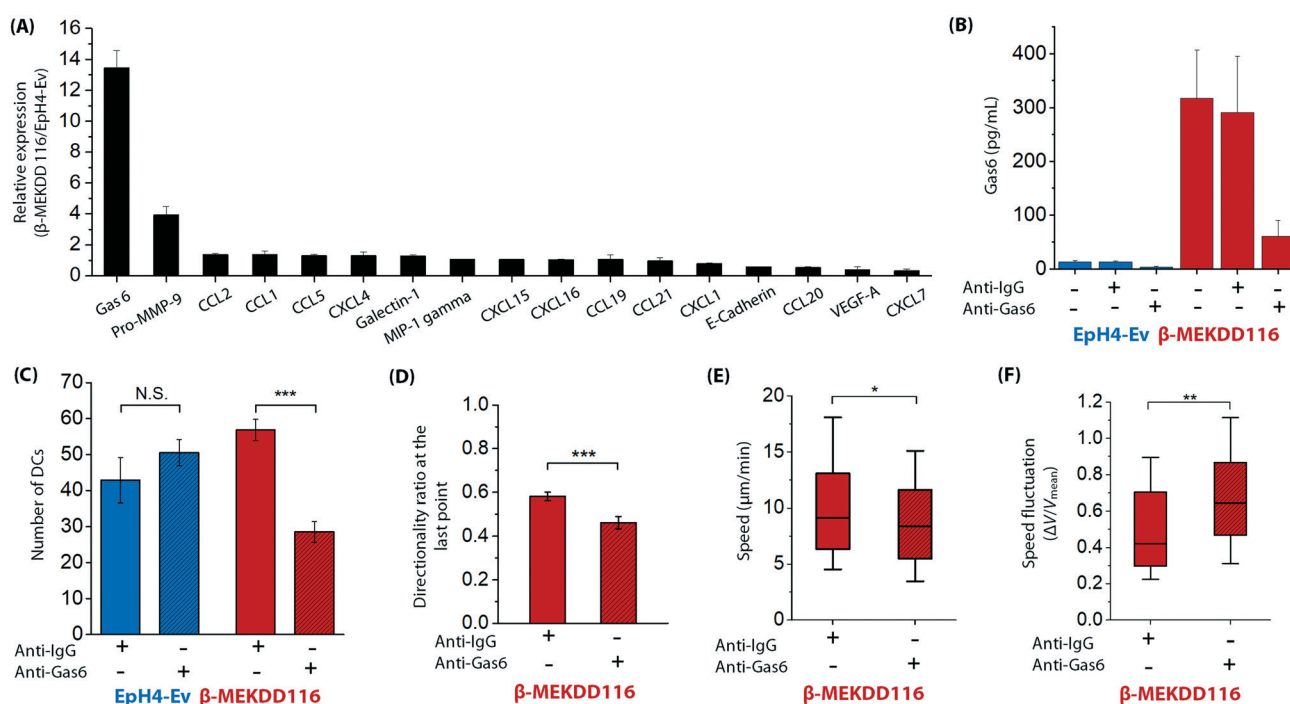 (A)
Relative expression
(β-MEKDD 116/EpH4-Ev)
16
14
12
10
8
6
4
2
0
Gas 6
Pro-MMP-9
CCL2
CCL1
CCL5
CXCL4
Galectin-1
MIP-1 gamma
CXCL15
CXCL16
CCL19
CCL21
CXCL1
E-Cadherin
CCL20
VEGF-A
CXCL7
(B)
Gas6 (pg/mL)
400
300
200
100
0
Anti-IgG - + - - + -
Anti-Gas6 - - + - - +
EpH4-Ev β-MEKDD116
(C)
Number of DCs
70
60
50
40
30
20
10
0
N.S.
***
Anti-IgG + - + -
Anti-Gas6 - + - +
EpH4-Ev β-MEKDD116
(D)
Directionality ratio at the
last point
1.0
0.8
0.6
0.4
0.2
0.0
***
Anti-IgG + -
Anti-Gas6 - +
β-MEKDD116
(E)
Speed (μm/min)
20
15
10
5
0
*
Anti-IgG + -
Anti-Gas6 - +
β-MEKDD116
(F)
Speed fluctuation
(ΔV/Vmean)
1.2
1.0
0.8
0.6
0.4
0.2
0.0
**
Anti-IgG + -
Anti-Gas6 - +
β-MEKDD116